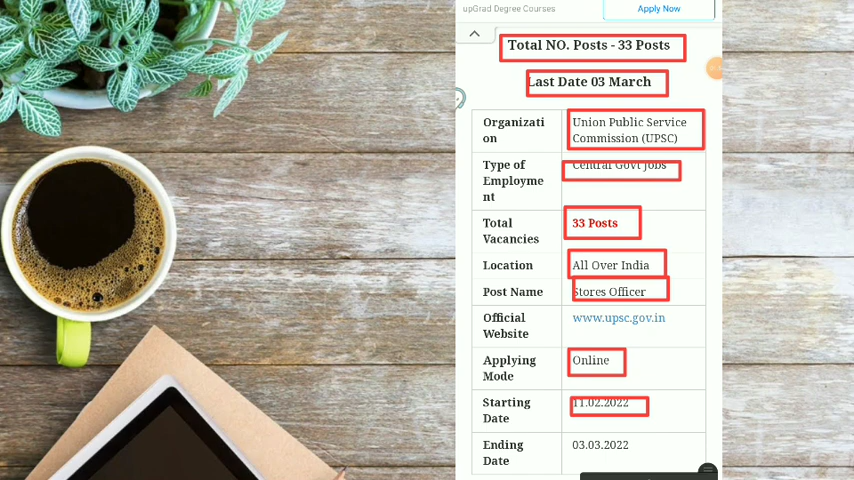 upGrad Degree Courses
Apply Now
Total NO. Posts - 33 Posts
Last Date 03 March
Organizati
on
Union Public Service
Commission (UPSC)
Type of
Employme
nt
Central Govt Jobs
Total
Vacancies
33 Posts
Location
All Over India
Post Name
Stores Officer
Official
Website
www.upsc.gov.in
Applying
Mode
Online
Starting
Date
11.02.2022
Ending
Date
03.03.2022